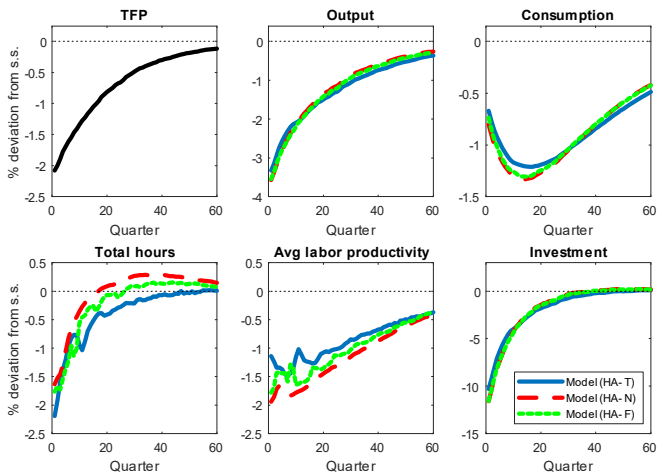 TFP
Output
Consumption
% deviation from s.s.
0
-0.5
-1
-1.5
-2
-2.5
0 20 40 60
Quarter
0
-1
-2
-3
-4
0 20 40 60
Quarter
0
-0.5
-1
-1.5
0 20 40 60
Quarter
Total hours
Avg labor productivity
Investment
% deviation from s.s.
0.5
0
-0.5
-1
-1.5
-2
-2.5
0 20 40 60
Quarter
0.5
0
-0.5
-1
-1.5
-2
-2.5
0 20 40 60
Quarter
0
-5
-10
-15
0 20 40 60
Quarter
Model (HA- T)
Model (HA- N)
Model (HA- F)